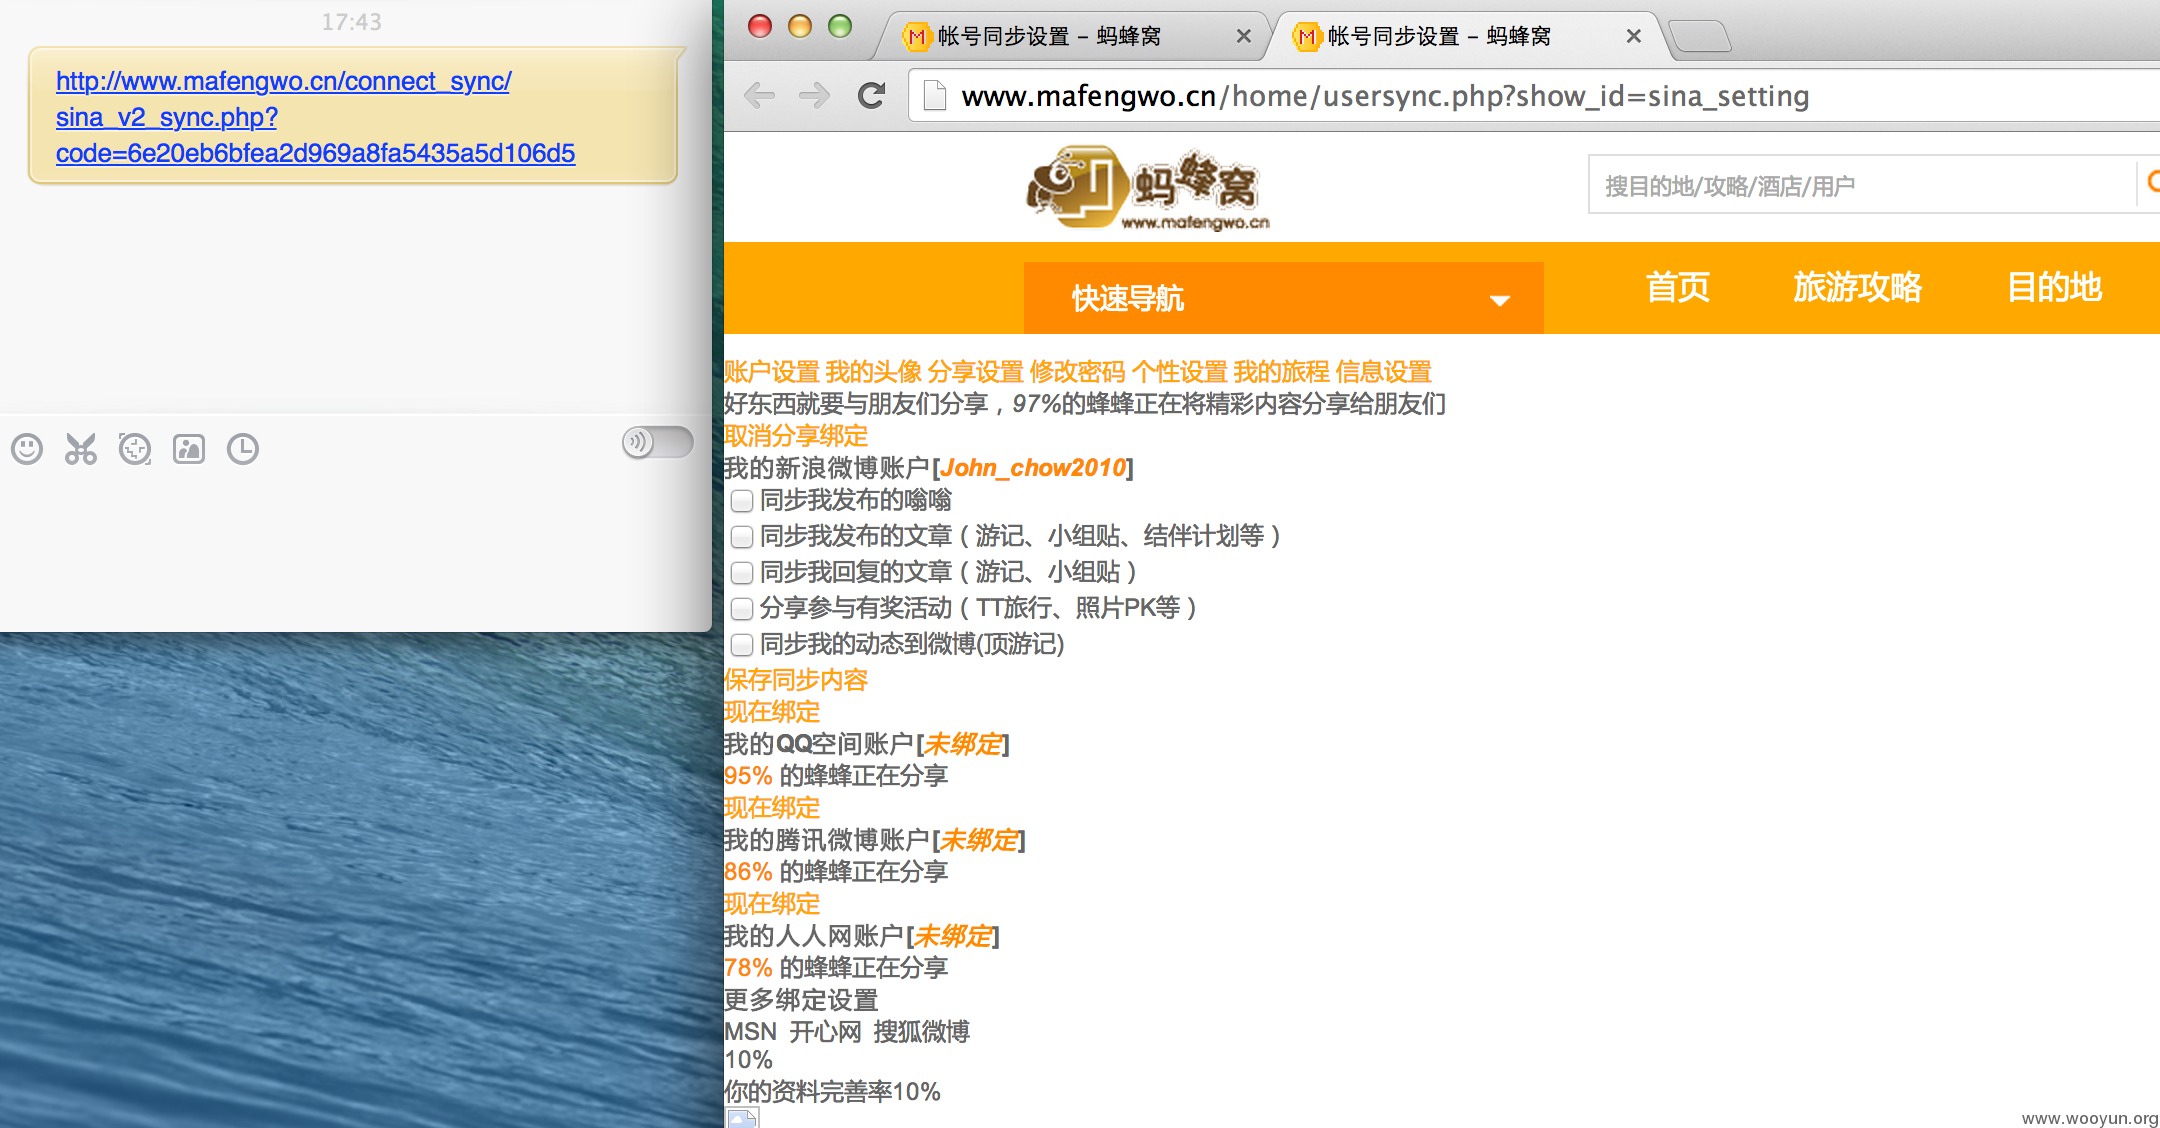 17:43
http://www.mafengwo.cn/connect_sync/
sina_v2_sync.php?
code=6e20eb6bfea2d969a8fa5435a5d106d5
帐号同步设置 - 蚂蜂窝
帐号同步设置 - 蚂蜂窝
www.mafengwo.cn/home/usersync.php?show_id=sina_setting
蚂蜂窝
www.mafengwo.cn
搜目的地/攻略/酒店/用户
快速导航
首页 旅游攻略 目的地
账户设置 我的头像 分享设置 修改密码 个性设置 我的旅程 信息设置
好东西就要与朋友们分享，97%的蜂蜂正在将精彩内容分享给朋友们
取消分享绑定
我的新浪微博账户[John_chow2010]
同步我发布的嗡嗡
同步我发布的文章（游记、小组贴、结伴计划等）
同步我回复的文章（游记、小组贴）
分享参与有奖活动（TT旅行、照片PK等）
同步我的动态到微博(顶游记)
保存同步内容
现在绑定
我的QQ空间账户[未绑定]
95% 的蜂蜂正在分享
现在绑定
我的腾讯微博账户[未绑定]
86% 的蜂蜂正在分享
现在绑定
我的人人网账户[未绑定]
78% 的蜂蜂正在分享
更多绑定设置
MSN 开心网 搜狐微博
10%
你的资料完善率10%
www.wooyun.org